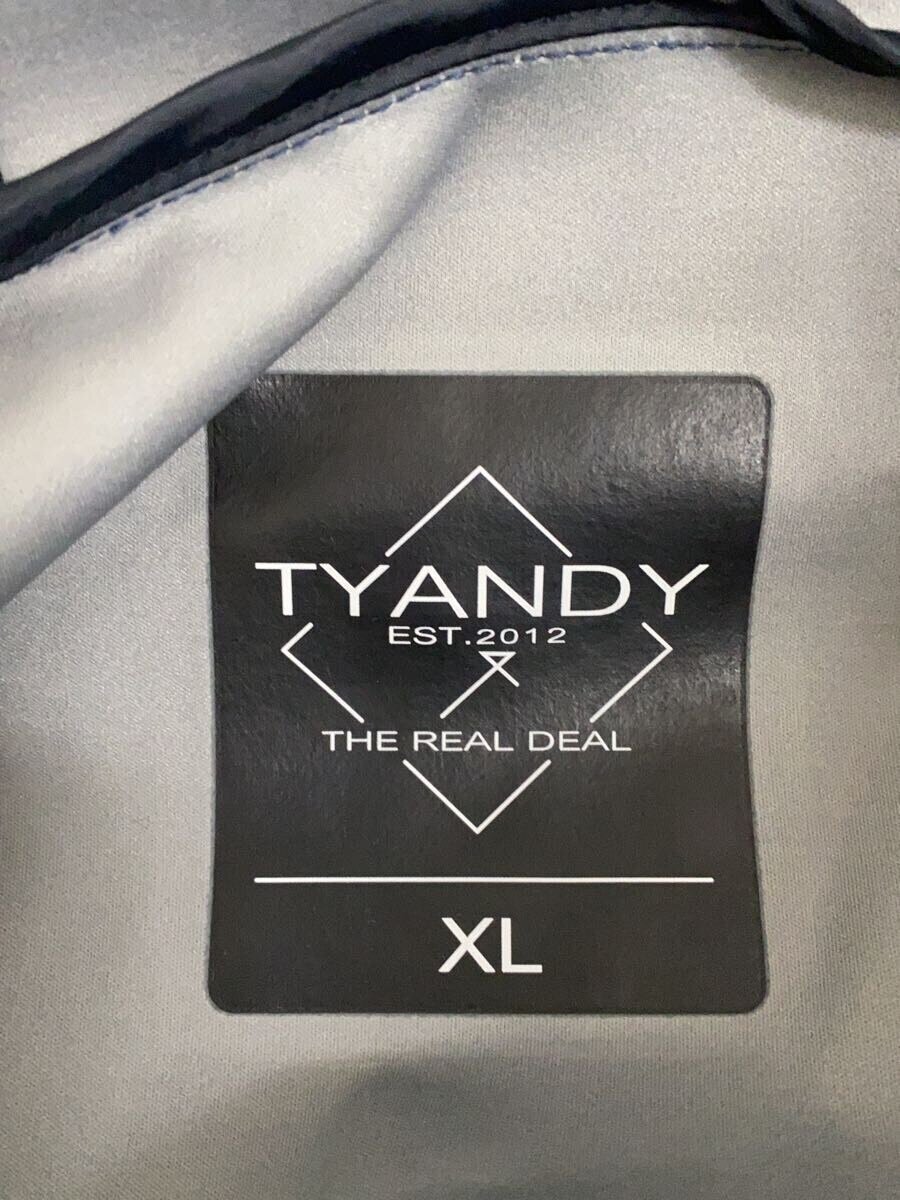 TYANDY
EST.2012
THE REAL DEAL
XL